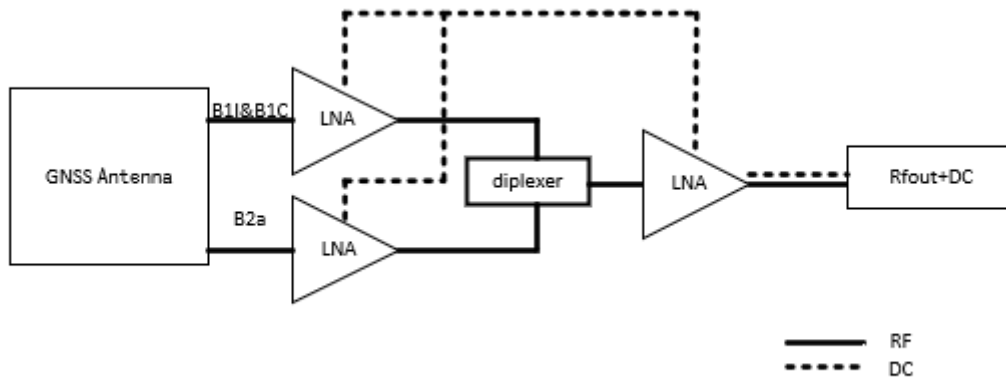 B1I&B1C
LNA
GNSS Antenna
diplexer
LNA
Rfout+DC
B2a
LNA
RF
DC